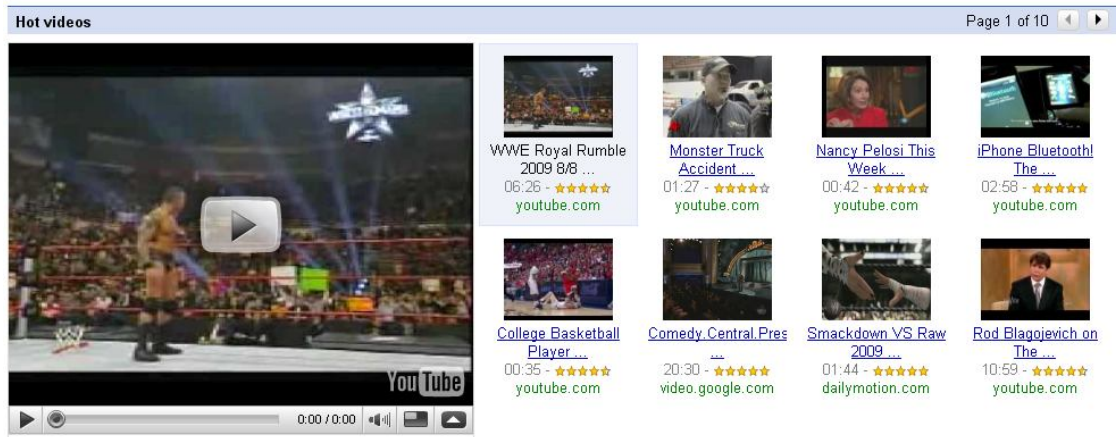 Hot videos
Page 1 of 10
YouTube
0:00 / 0:00
WWE Royal Rumble
2009 8/8 ...
06:26 -
youtube.com
Monster Truck
Accident ...
01:27 -
youtube.com
Nancy Pelosi This
Week ...
00:42 -
youtube.com
iPhone Bluetooth!
The ...
02:58 -
youtube.com
College Basketball
Player ...
00:35 -
youtube.com
Comedy.Central.Pres
...
20:30 -
video.google.com
Smackdown VS Raw
2009 ...
01:44 -
dailymotion.com
Rod Blagojevich on
The ...
10:59 -
youtube.com